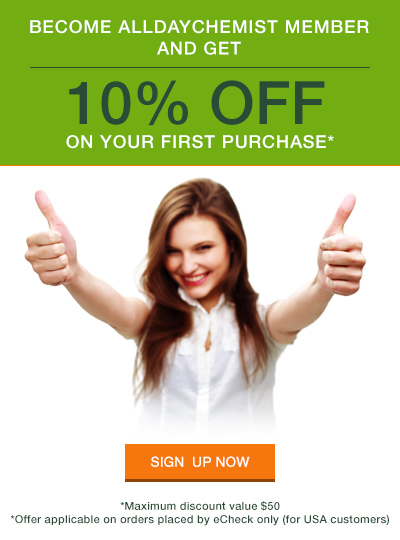 BECOME ALLDAYCHEMIST MEMBER
AND GET
10% OFF
ON YOUR FIRST PURCHASE*
SIGN UP NOW
*Maximum discount value $50
*Offer applicable on orders placed by eCheck only (for USA customers)